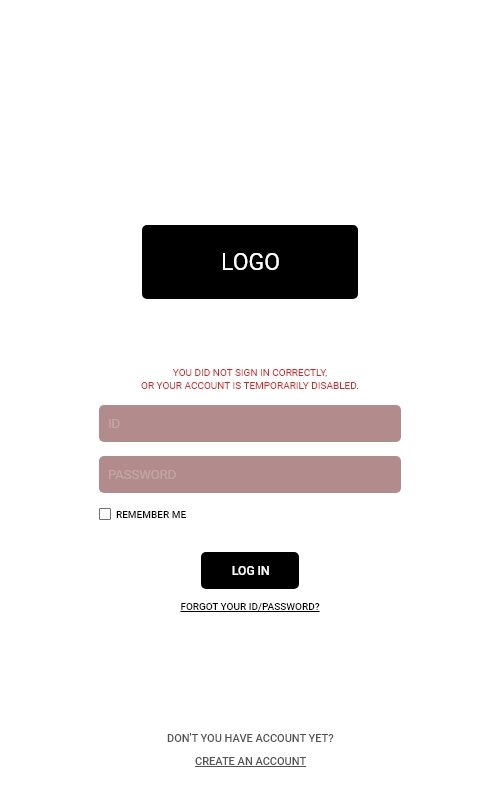 LOGO
YOU DID NOT SIGN IN CORRECTLY,
OR YOUR ACCOUNT IS TEMPORARILY DISABLED.
ID
PASSWORD
REMEMBER ME
LOG IN
FORGOT YOUR ID/PASSWORD?
DON'T YOU HAVE ACCOUNT YET?
CREATE AN ACCOUNT